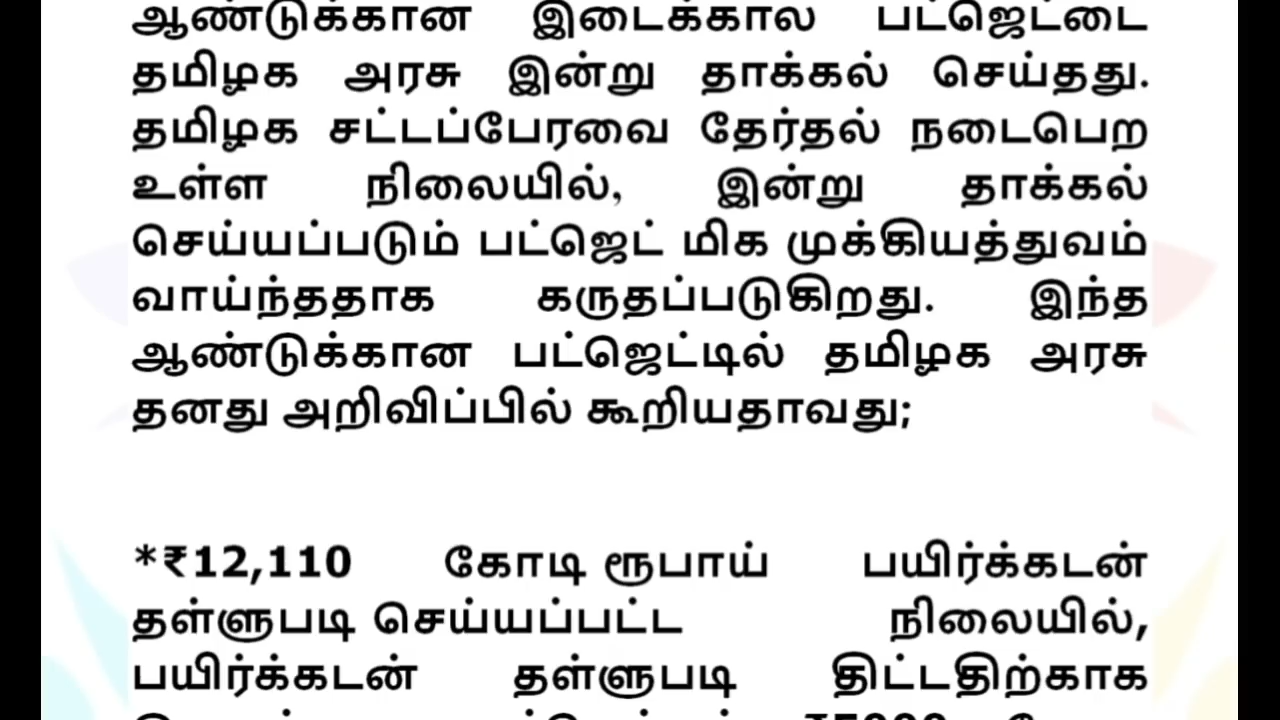 ஆண்டுக்கான இடைக்கால பட்ஜெட்டை
தமிழக அரசு இன்று தாக்கல் செய்தது.
தமிழக சட்டப்பேரவை தேர்தல் நடைபெற
உள்ள நிலையில், இன்று தாக்கல்
செய்யப்படும் பட்ஜெட் மிக முக்கியத்துவம்
வாய்ந்ததாக கருதப்படுகிறது. இந்த
ஆண்டுக்கான பட்ஜெட்டில் தமிழக அரசு
தனது அறிவிப்பில் கூறியதாவது;
*₹12,110 கோடி ரூபாய் பயிர்க்கடன்
தள்ளுபடி செய்யப்பட்ட நிலையில்,
பயிர்க்கடன் தள்ளுபடி திட்டதிற்காக